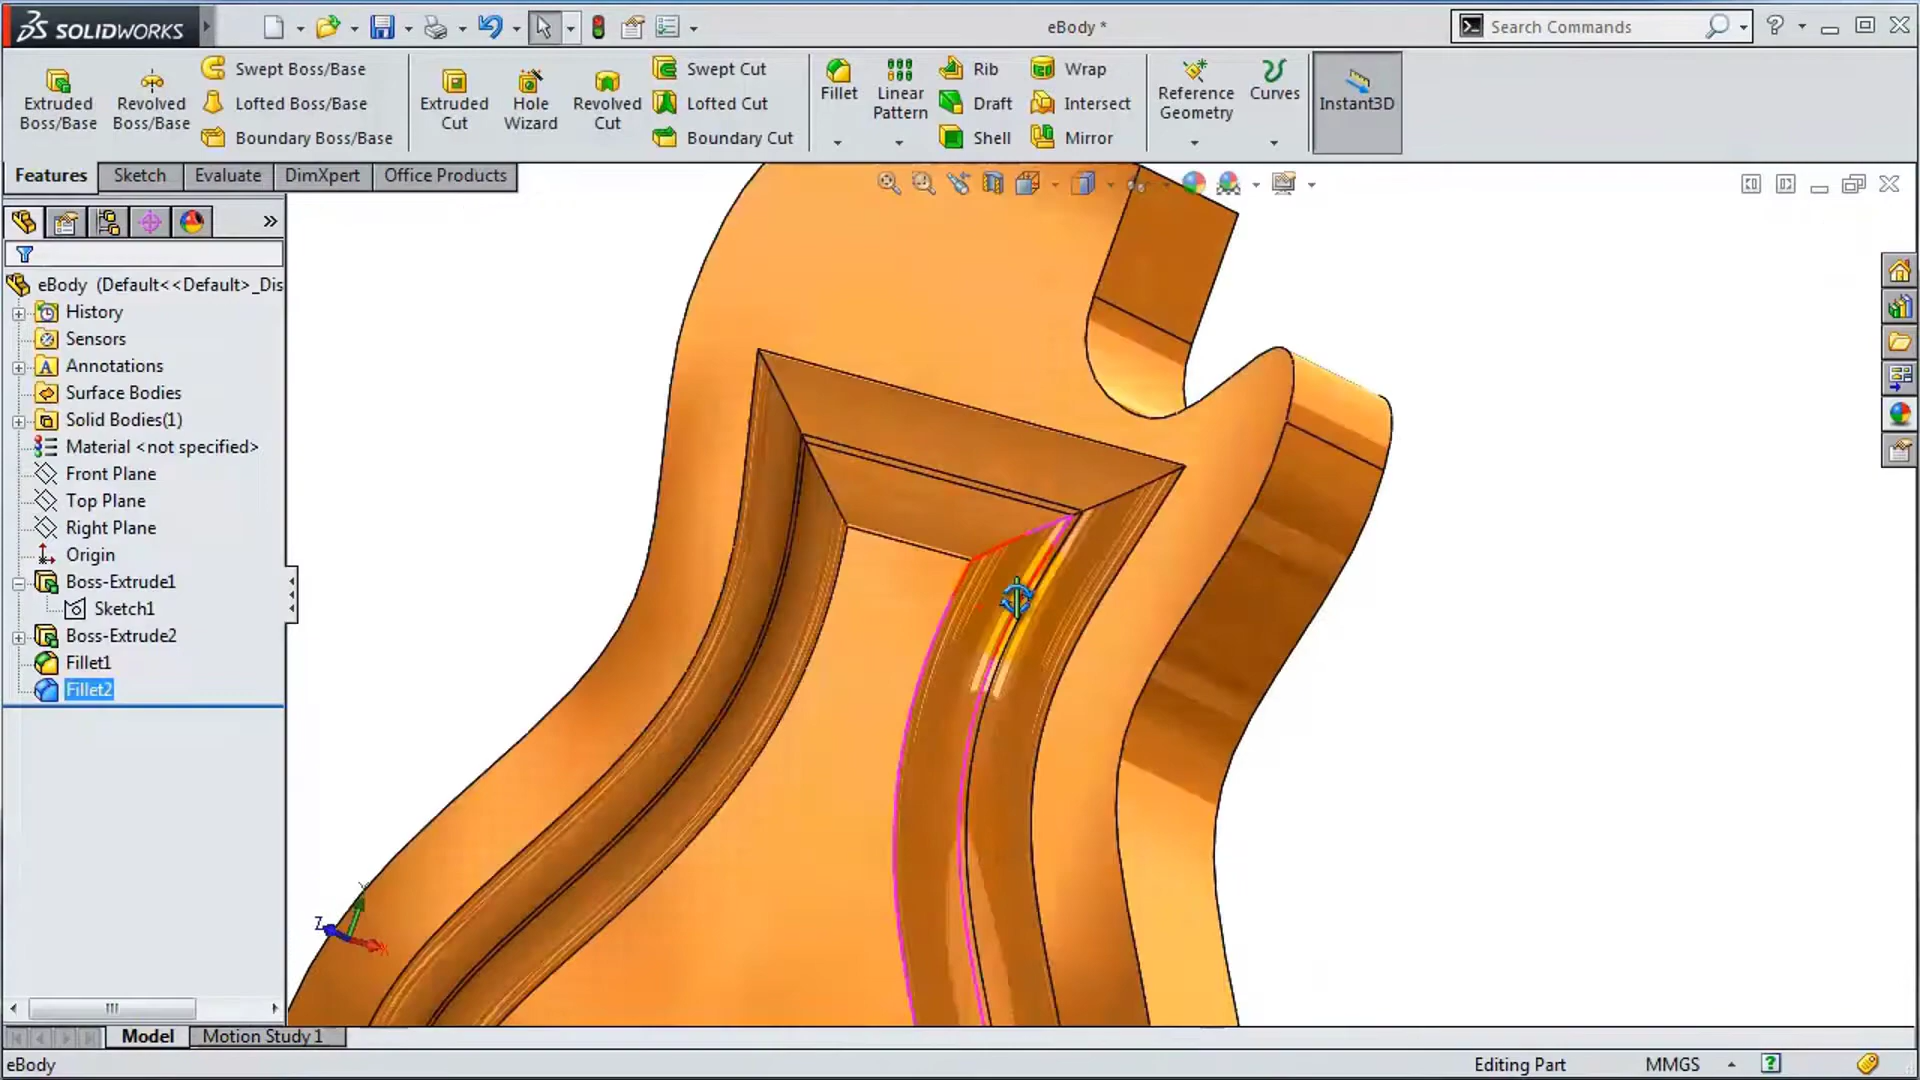 SOLIDWORKS
eBody *
Search Commands
Extruded Boss/Base
Revolved Boss/Base
Swept Boss/Base
Lofted Boss/Base
Boundary Boss/Base
Extruded Cut
Hole Wizard
Revolved Cut
Swept Cut
Lofted Cut
Boundary Cut
Fillet
Linear Pattern
Rib
Draft
Shell
Wrap
Intersect
Mirror
Reference Geometry
Curves
Instant3D
Features
Sketch
Evaluate
DimXpert
Office Products
eBody (Default<<Default>_Dis
History
Sensors
Annotations
Surface Bodies
Solid Bodies(1)
Material <not specified>
Front Plane
Top Plane
Right Plane
Origin
Boss-Extrude1
Sketch1
Boss-Extrude2
Fillet1
Fillet2
Y
Z
X
Model
Motion Study 1
eBody
Editing Part
MMGS